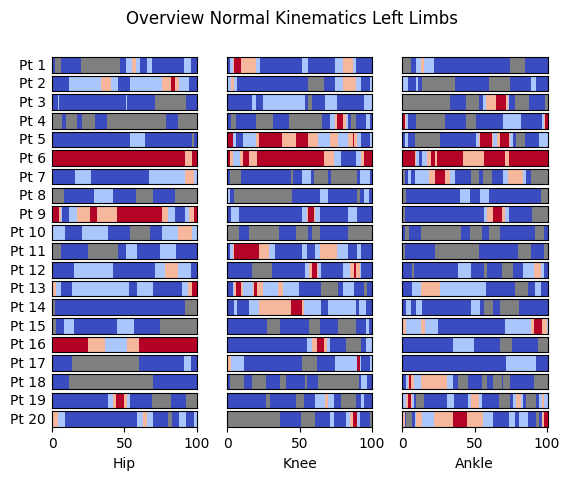 Overview Normal Kinematics Left Limbs
Pt 1
Pt 2
Pt 3
Pt 4
Pt 5
Pt 6
Pt 7
Pt 8
Pt 9
Pt 10
Pt 11
Pt 12
Pt 13
Pt 14
Pt 15
Pt 16
Pt 17
Pt 18
Pt 19
Pt 20
0 50 100 0 50 100 0 50 100
Hip Knee Ankle